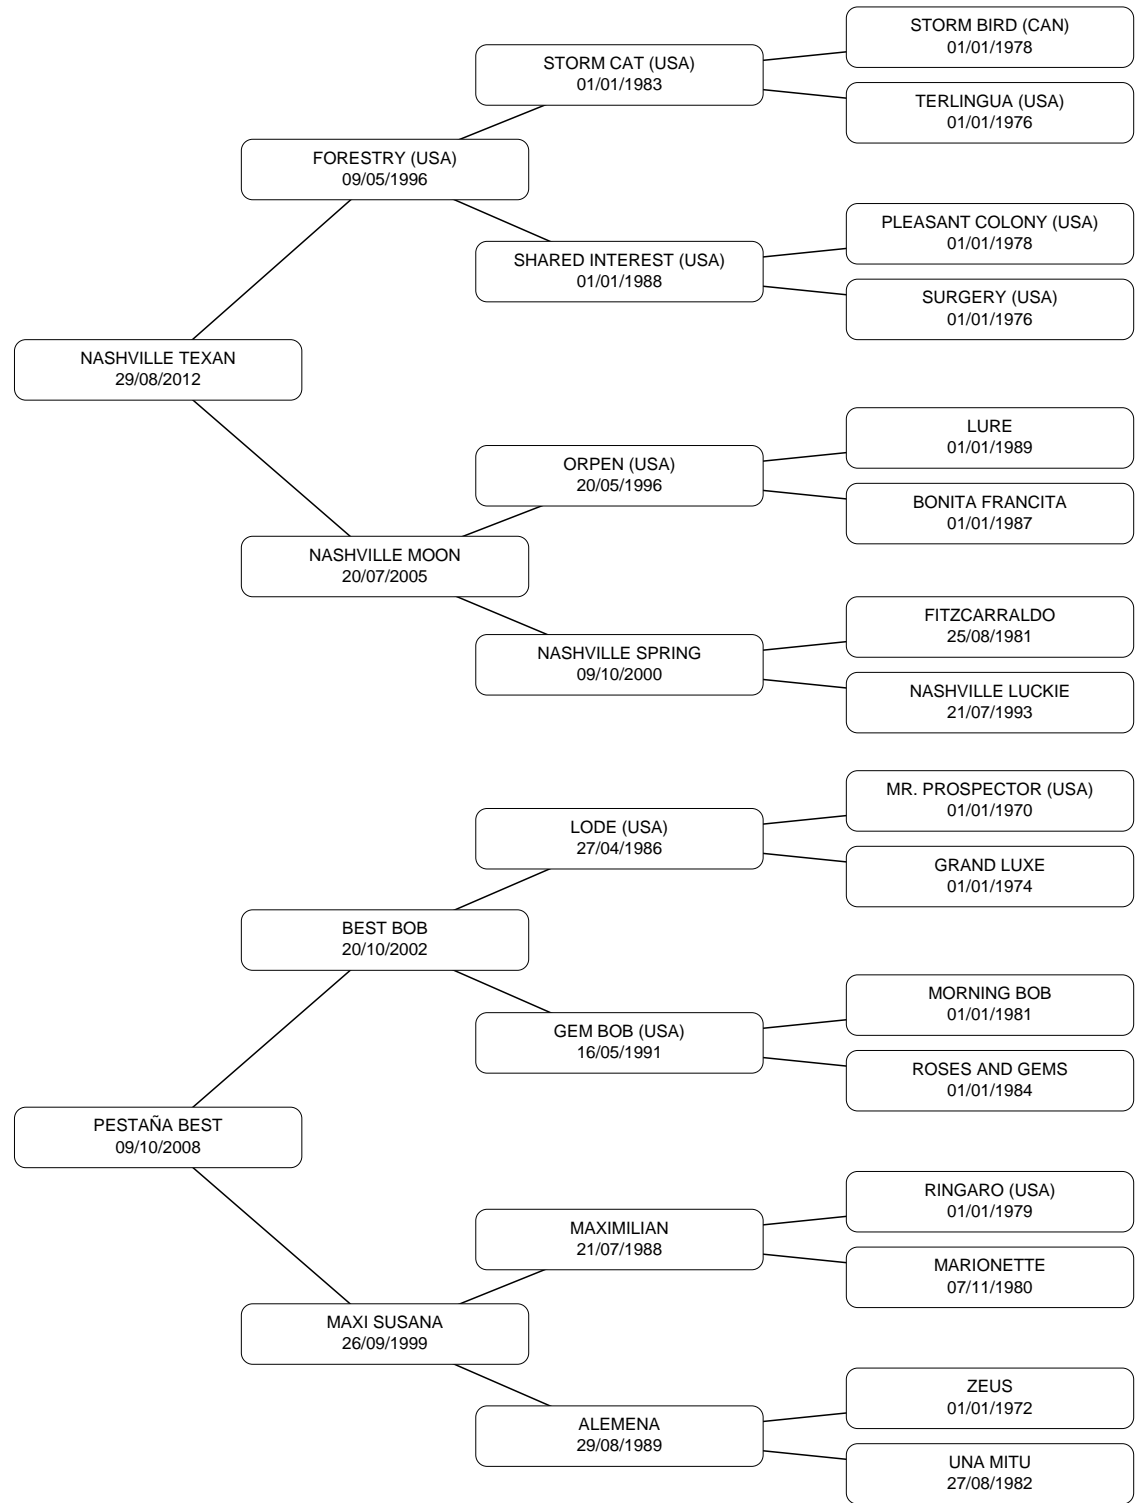 STORM BIRD (CAN)
01/01/1978
STORM CAT (USA)
01/01/1983
TERLINGUA (USA)
01/01/1976
FORESTRY (USA)
09/05/1996
PLEASANT COLONY (USA)
01/01/1978
SHARED INTEREST (USA)
01/01/1988
SURGERY (USA)
01/01/1976
NASHVILLE TEXAN
29/08/2012
LURE
01/01/1989
ORPEN (USA)
20/05/1996
BONITA FRANCITA
01/01/1987
NASHVILLE MOON
20/07/2005
FITZCARRALDO
25/08/1981
NASHVILLE SPRING
09/10/2000
NASHVILLE LUCKIE
21/07/1993
MR. PROSPECTOR (USA)
01/01/1970
LODE (USA)
27/04/1986
GRAND LUXE
01/01/1974
BEST BOB
20/10/2002
MORNING BOB
01/01/1981
GEM BOB (USA)
16/05/1991
ROSES AND GEMS
01/01/1984
PESTAÑA BEST
09/10/2008
RINGARO (USA)
01/01/1979
MAXIMILIAN
21/07/1988
MARIONETTE
07/11/1980
MAXI SUSANA
26/09/1999
ZEUS
01/01/1972
ALEMENA
29/08/1989
UNA MITU
27/08/1982